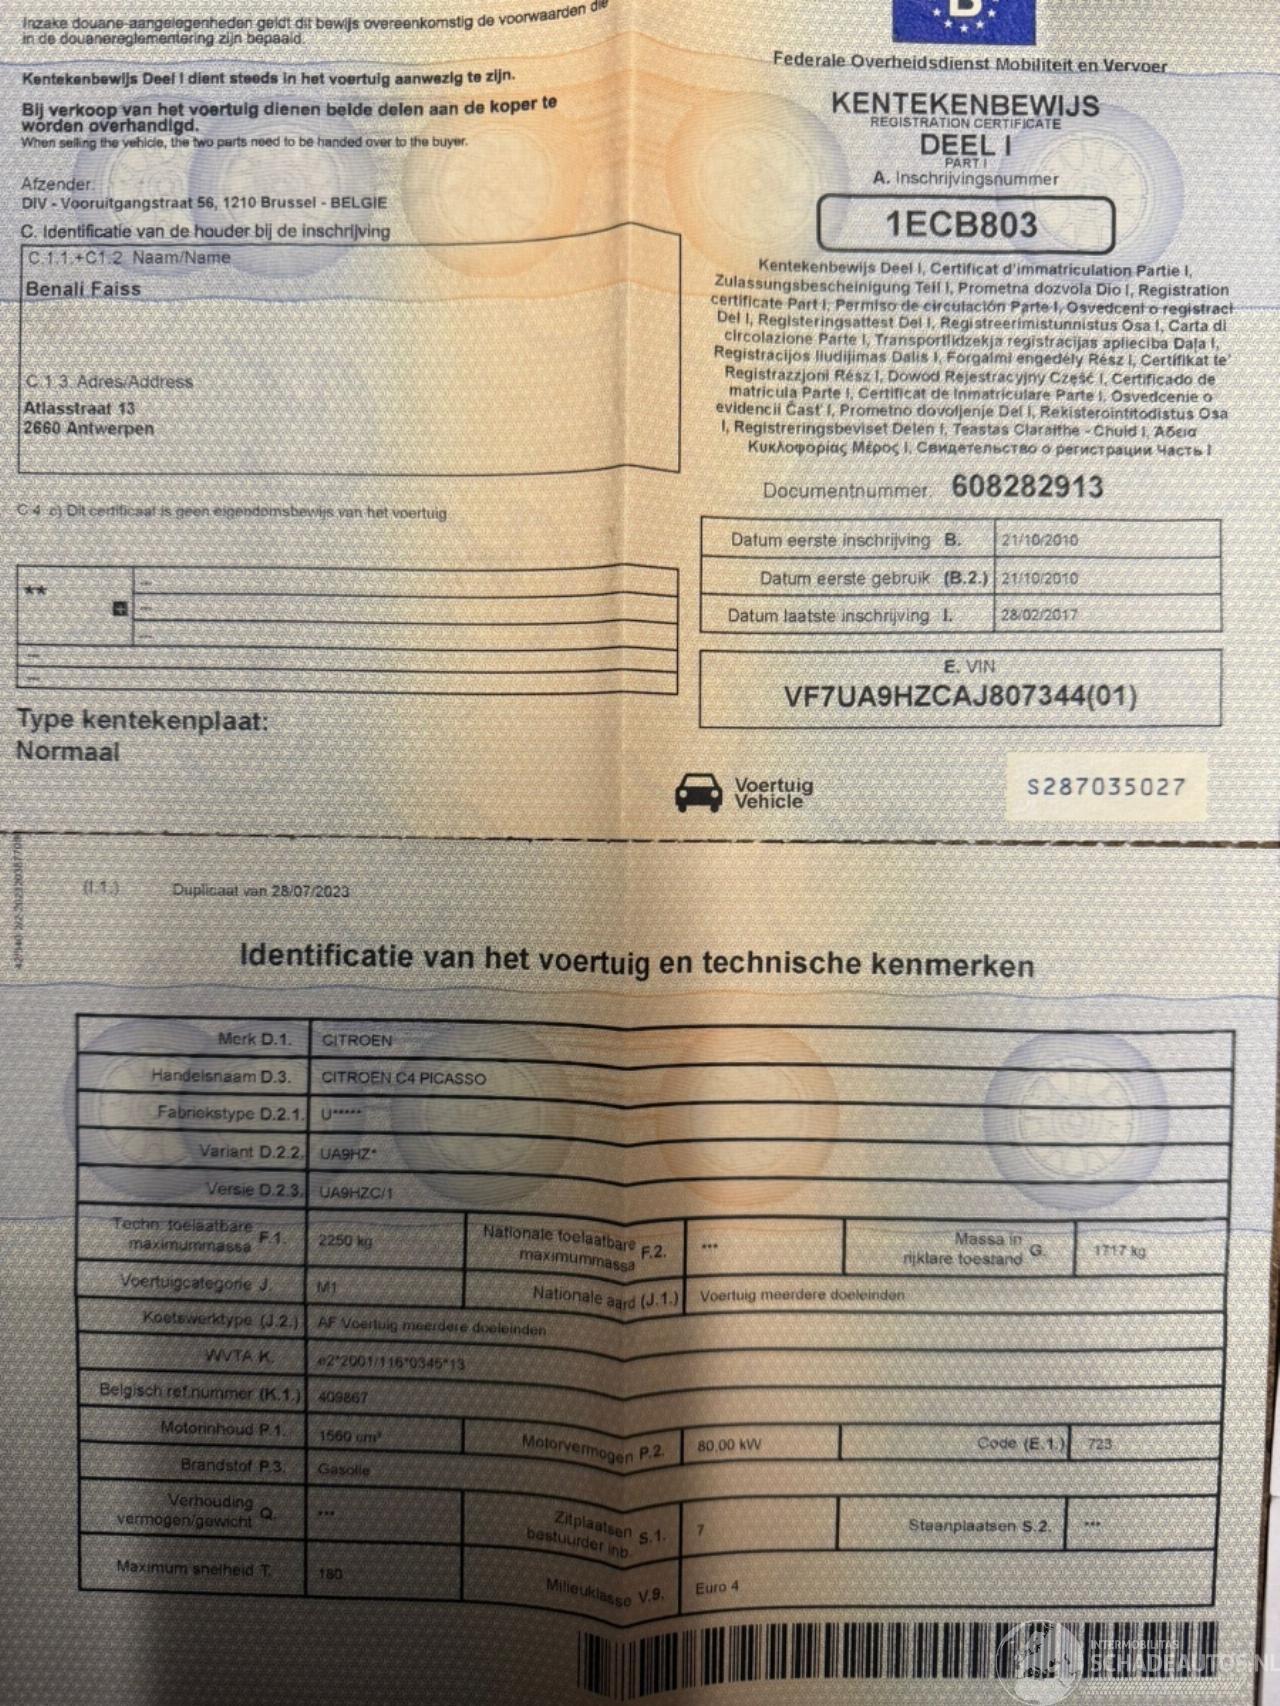 Inzake douane-aangelegenheden geldt dit bewijs overeenkomstig de voorwaarden die
in de douanereglementering zijn bepaald.
Kentekenbewijs Deel I dient steeds in het voertuig aanwezig te zijn.
Bij verkoop van het voertuig dienen beide delen aan de koper te
worden overhandigd.
When selling the vehicle, the two parts need to be handed over to the buyer.
Afzender:
DIV - Vooruitgangstraat 56, 1210 Brussel - BELGIE
C. Identificatie van de houder bij de inschrijving
C.1.1.+C1.2 Naam/Name
Benali Faiss
C.1.3. Adres/Address
Atlasstraat 13
2660 Antwerpen
C.4. c) Dit certificaat is geen eigendomsbewijs van het voertuig
**
---
---
---
---
---
Type kentekenplaat:
Normaal
B
Federale Overheidsdienst Mobiliteit en Vervoer
KENTEKENBEWIJS
REGISTRATION CERTIFICATE
DEEL I
PART I
A. Inschrijvingsnummer
1ECB803
Kentekenbewijs Deel I, Certificat d'immatriculation Partie I,
Zulassungsbescheinigung Teil I, Prometna dozvola Dio I, Registration
certificate Part I, Permiso de circulación Parte I, Osvedceni o registraci
Del I, Registeringsattest Del I, Registreerimistunnistus Osa I, Carta di
circolazione Parte I, Transportlidzekja registracijas aplieciba Daļa I,
Registracijos liudijimas Dalis I, Forgalmi engedély Rész I, Certifikat te'
Registrazzjoni Rész I, Dowod Rejestracyjny Część I, Certificado de
matricula Parte I, Certificat de Inmatriculare Parte I, Osvedcenie o
evidencii Časť I, Prometno dovoljenje Del I, Rekisterointitodistus Osa
I, Registreringsbeviset Delen I, Teastas Claraithe - Chuid I, Άδεια
Κυκλοφορίας Μέρος I, Свидетельство о регистрации Часть I
Documentnummer. 608282913
Datum eerste inschrijving B. 21/10/2010
Datum eerste gebruik (B.2.) 21/10/2010
Datum laatste inschrijving I. 28/02/2017
E. VIN
VF7UA9HZCAJ807344(01)
Voertuig
Vehicle
S287035027
(I.1.) Duplicaat van 28/07/2023
Identificatie van het voertuig en technische kenmerken
Merk D.1. CITROEN
Handelsnaam D.3. CITROEN C4 PICASSO
Fabriekstype D.2.1. U*****
Variant D.2.2. UA9HZ*
Versie D.2.3. UA9HZC/1
Techn. toelaatbare maximummassa F.1. 2250 kg Nationale toelaatbare maximummassa F.2. *** Massa in rijklare toestand G. 1717 kg
Voertuigcategorie J. M1 Nationale aard (J.1.) Voertuig meerdere doeleinden
Koetswerktype (J.2.) AF Voertuig meerdere doeleinden
WVTA K. e2*2001/116*0345*13
Belgisch ref.nummer (K.1.) 409867
Motorinhoud P.1. 1560 cm³ Motorvermogen P.2. 80,00 kW Code (E.1.) 723
Brandstof P.3. Gasolie
Verhouding vermogen/gewicht Q. *** Zitplaatsen bestuurder inb. S.1. 7 Staanplaatsen S.2. ***
Maximum snelheid T. 180 Milieuklasse V.9. Euro 4
INTERMOBILITAS
SCHADEAUTOS.NL